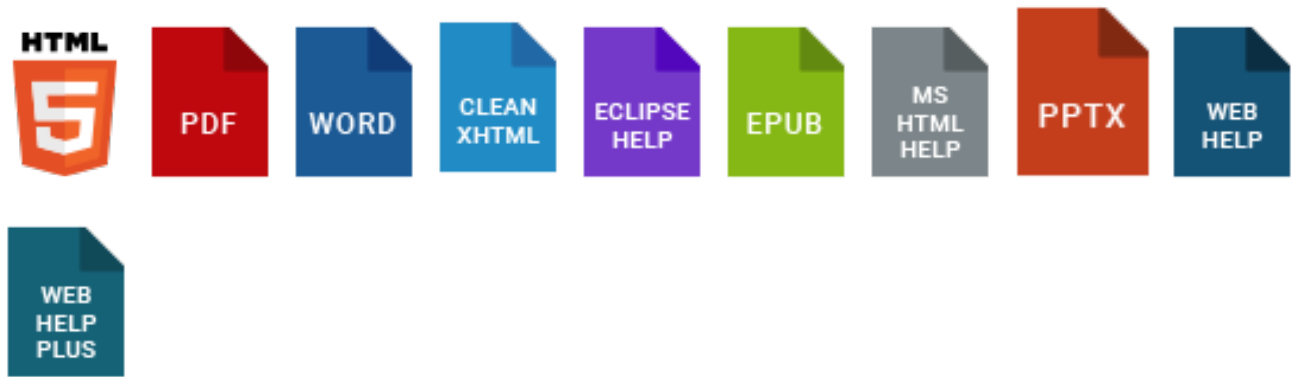 HTML
5
PDF
WORD
CLEAN
XHTML
ECLIPSE
HELP
EPUB
MS
HTML
HELP
PPTX
WEB
HELP
WEB
HELP
PLUS